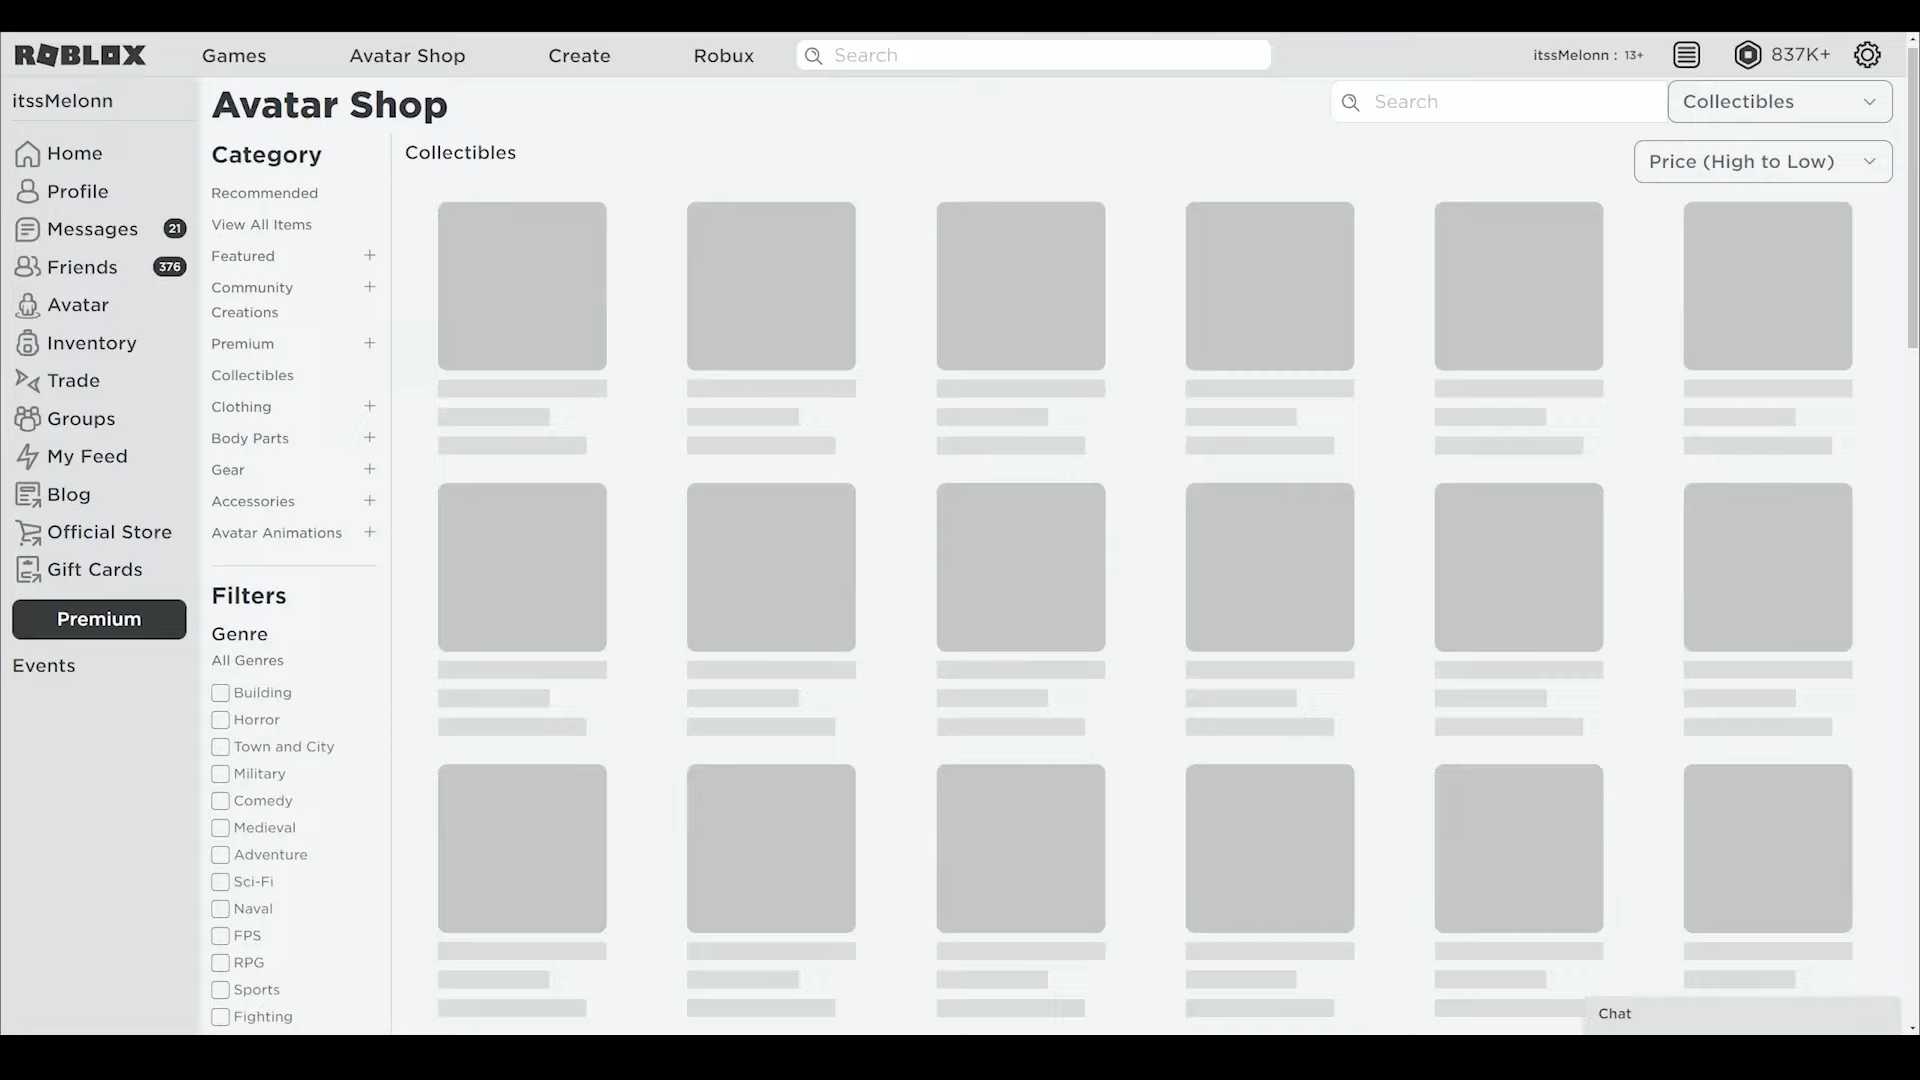 ROBLOX
Games
Avatar Shop
Create
Robux
Search
itssMelonn : 13+
837K+
itssMelonn
Home
Profile
Messages 21
Friends 376
Avatar
Inventory
Trade
Groups
My Feed
Blog
Official Store
Gift Cards
Premium
Events
Avatar Shop
Search
Collectibles
Category
Recommended
View All Items
Featured +
Community +
Creations
Premium +
Collectibles
Clothing +
Body Parts +
Gear +
Accessories +
Avatar Animations +
Filters
Genre
All Genres
Building
Horror
Town and City
Military
Comedy
Medieval
Adventure
Sci-Fi
Naval
FPS
RPG
Sports
Fighting
Collectibles
Price (High to Low)
Chat